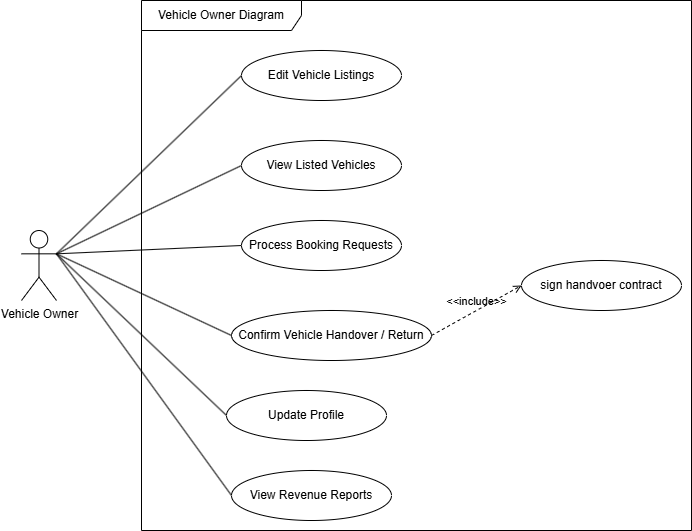 Vehicle Owner Diagram
Edit Vehicle Listings
View Listed Vehicles
Process Booking Requests
Vehicle Owner
<<include>>
sign handvoer contract
Confirm Vehicle Handover / Return
Update Profile
View Revenue Reports